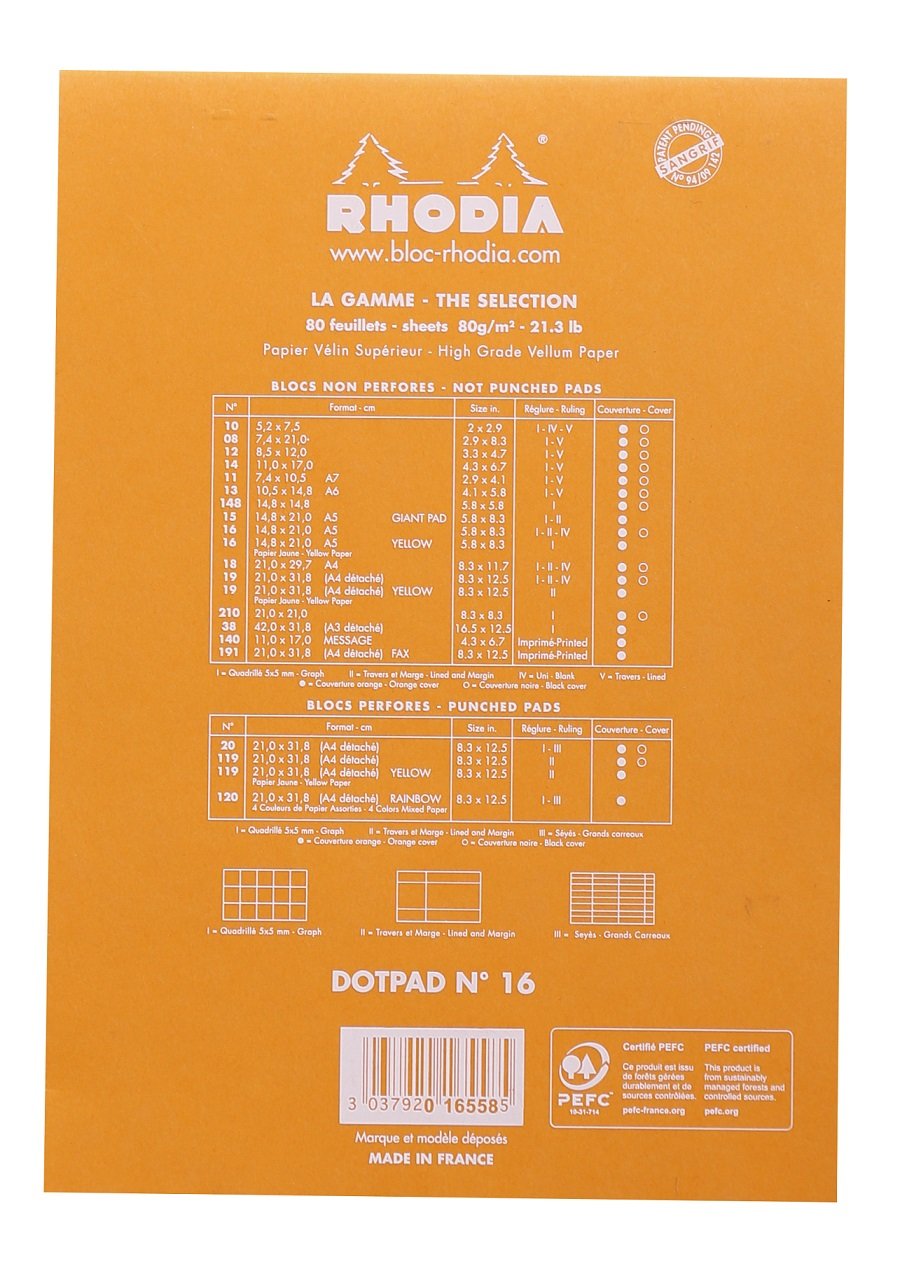 PATENT PENDING
SANGRIF
N° 94/09 142
RHODIA®
www.bloc-rhodia.com
LA GAMME - THE SELECTION
80 feuillets - sheets 80g/m² - 21.3 lb
Papier Vélin Supérieur - High Grade Vellum Paper
BLOCS NON PERFORES - NOT PUNCHED PADS
N° Format - cm Size in. Réglure - Ruling Couverture - Cover
10 5,2 x 7,5 2 x 2.9 I - IV - V ● ○
08 7,4 x 21,0 2.9 x 8.3 I - V ● ○
12 8,5 x 12,0 3.3 x 4.7 I - V ● ○
14 11,0 x 17,0 4.3 x 6.7 I - V ● ○
11 7,4 x 10,5 A7 2.9 x 4.1 I - V ● ○
13 10,5 x 14,8 A6 4.1 x 5.8 I - V ● ○
148 14,8 x 14,8 5.8 x 5.8 I ● ○
15 14,8 x 21,0 A5 GIANT PAD 5.8 x 8.3 I - II ●
16 14,8 x 21,0 A5 5.8 x 8.3 I - II - IV ● ○
16 14,8 x 21,0 A5 YELLOW 5.8 x 8.3 I ●
Papier Jaune - Yellow Paper
18 21,0 x 29,7 A4 8.3 x 11.7 I - II - IV ● ○
19 21,0 x 31,8 (A4 détaché) 8.3 x 12.5 I - II - IV ● ○
19 21,0 x 31,8 (A4 détaché) YELLOW 8.3 x 12.5 II ●
Papier Jaune - Yellow Paper
210 21,0 x 21,0 8.3 x 8.3 I ● ○
38 42,0 x 31,8 (A3 détaché) 16.5 x 12.5 I ●
140 11,0 x 17,0 MESSAGE 4.3 x 6.7 Imprimé-Printed ●
191 21,0 x 31,8 (A4 détaché) FAX 8.3 x 12.5 Imprimé-Printed ●
I = Quadrillé 5x5 mm - Graph II = Travers et Marge - Lined and Margin IV = Uni - Blank V = Travers - Lined
● = Couverture orange - Orange cover ○ = Couverture noire - Black cover
BLOCS PERFORES - PUNCHED PADS
N° Format - cm Size in. Réglure - Ruling Couverture - Cover
20 21,0 x 31,8 (A4 détaché) 8.3 x 12.5 I - III ● ○
119 21,0 x 31,8 (A4 détaché) 8.3 x 12.5 II ● ○
119 21,0 x 31,8 (A4 détaché) YELLOW 8.3 x 12.5 II ●
Papier Jaune - Yellow Paper
120 21,0 x 31,8 (A4 détaché) RAINBOW 8.3 x 12.5 I - III ●
4 Couleurs de Papier Assorties - 4 Colors Mixed Paper
I = Quadrillé 5x5 mm - Graph II = Travers et Marge - Lined and Margin III = Séyès - Grands carreaux
● = Couverture orange - Orange cover ○ = Couverture noire - Black cover
I = Quadrillé 5x5 mm - Graph II = Travers et Marge - Lined and Margin III = Seyès - Grands Carreaux
DOTPAD N° 16
3 037920 165585
Marque et modèle déposés
MADE IN FRANCE
PEFC™
10-31-714
Certifié PEFC
Ce produit est issu
de forêts gérées
durablement et de
sources contrôlées.
pefc-france.org
PEFC certified
This product is
from sustainably
managed forests and
controlled sources.
pefc.org